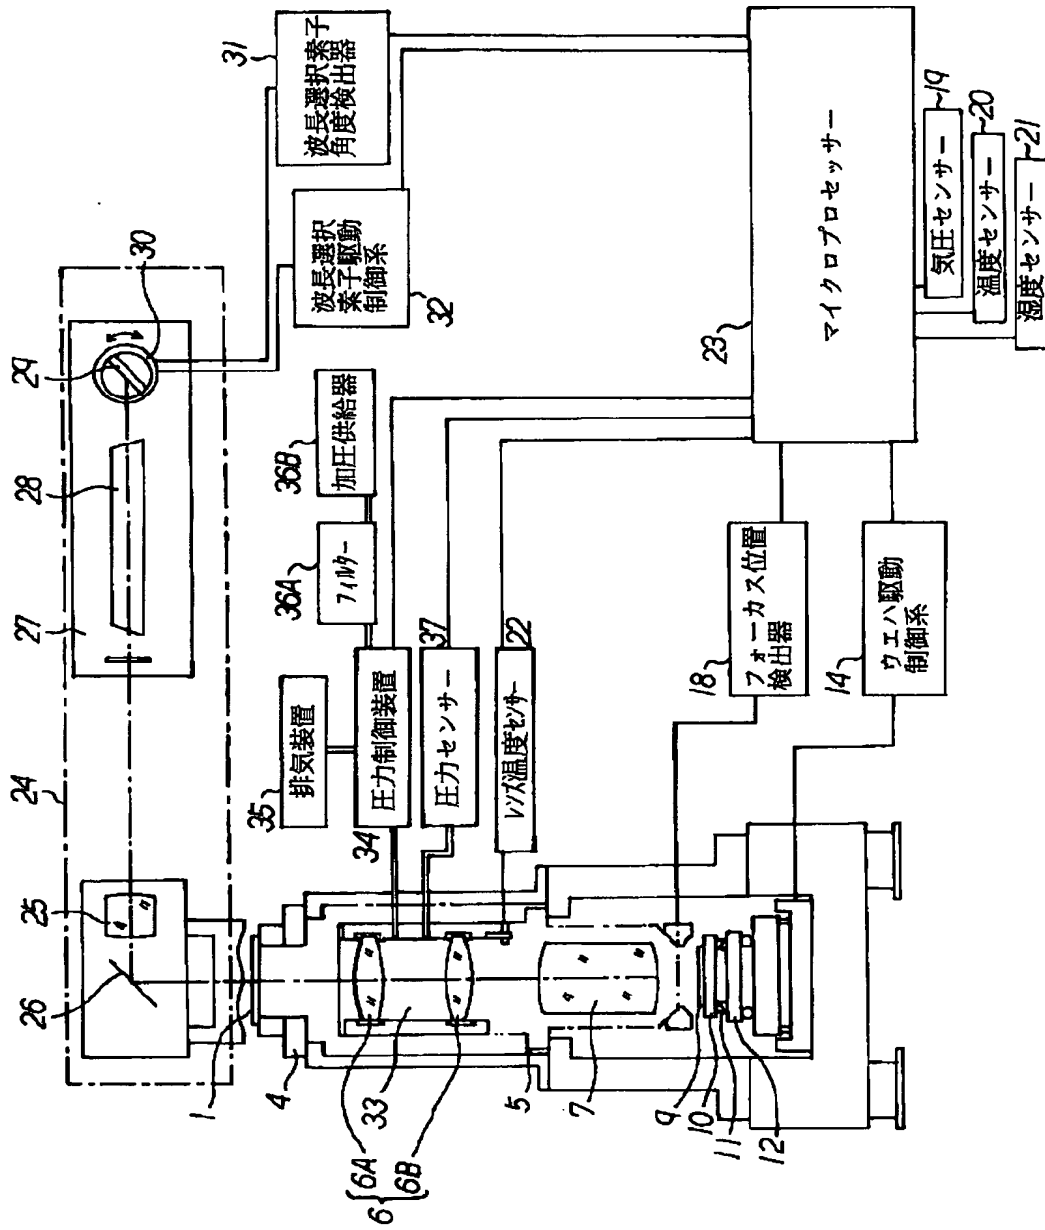 24
27
28
29
30
31
波長選択素子
角度検出器
波長選択
素子駆動
制御系
32
25
26
36B
加圧供給器
36A
フィルター
35
排気装置
34
圧力制御装置
37
圧力センサー
22
レンズ温度センサ
23
マイクロプロセッサー
気圧センサー
19
温度センサー
20
湿度センサー
21
18
フォーカス位置
検出器
14
ウエハ駆動
制御系
1
4
6
6A
6B
33
5
7
9
10
11
12